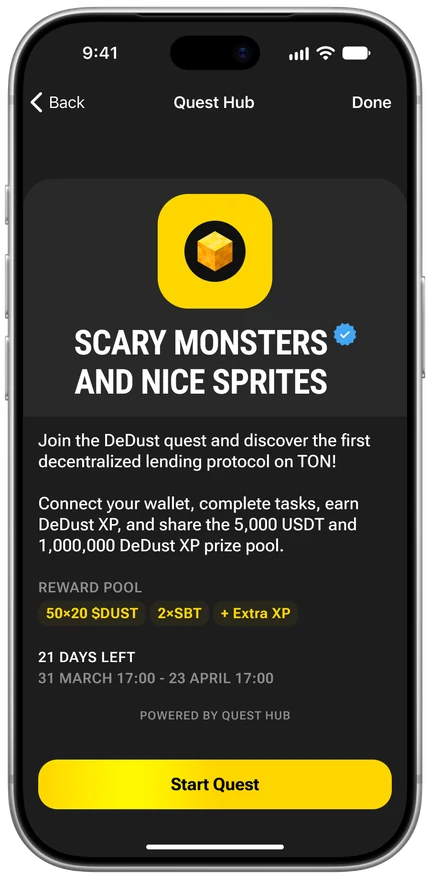 9:41
Back
Quest Hub
Done
SCARY MONSTERS
AND NICE SPRITES
Join the DeDust quest and discover the first
decentralized lending protocol on TON!
Connect your wallet, complete tasks, earn
DeDust XP, and share the 5,000 USDT and
1,000,000 DeDust XP prize pool.
REWARD POOL
50×20 $DUST 2×SBT + Extra XP
21 DAYS LEFT
31 MARCH 17:00 - 23 APRIL 17:00
POWERED BY QUEST HUB
Start Quest